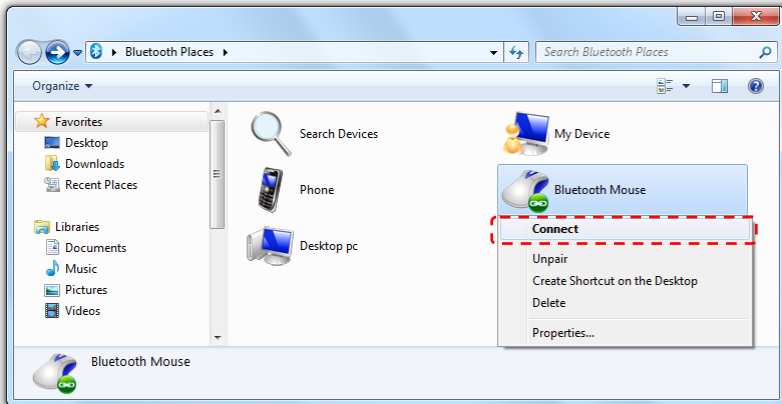 Bluetooth Places
Search Bluetooth Places
Organize
Favorites
Desktop
Downloads
Recent Places
Libraries
Documents
Music
Pictures
Videos
Search Devices
My Device
Phone
Bluetooth Mouse
Desktop pc
Connect
Unpair
Create Shortcut on the Desktop
Delete
Properties...
Bluetooth Mouse